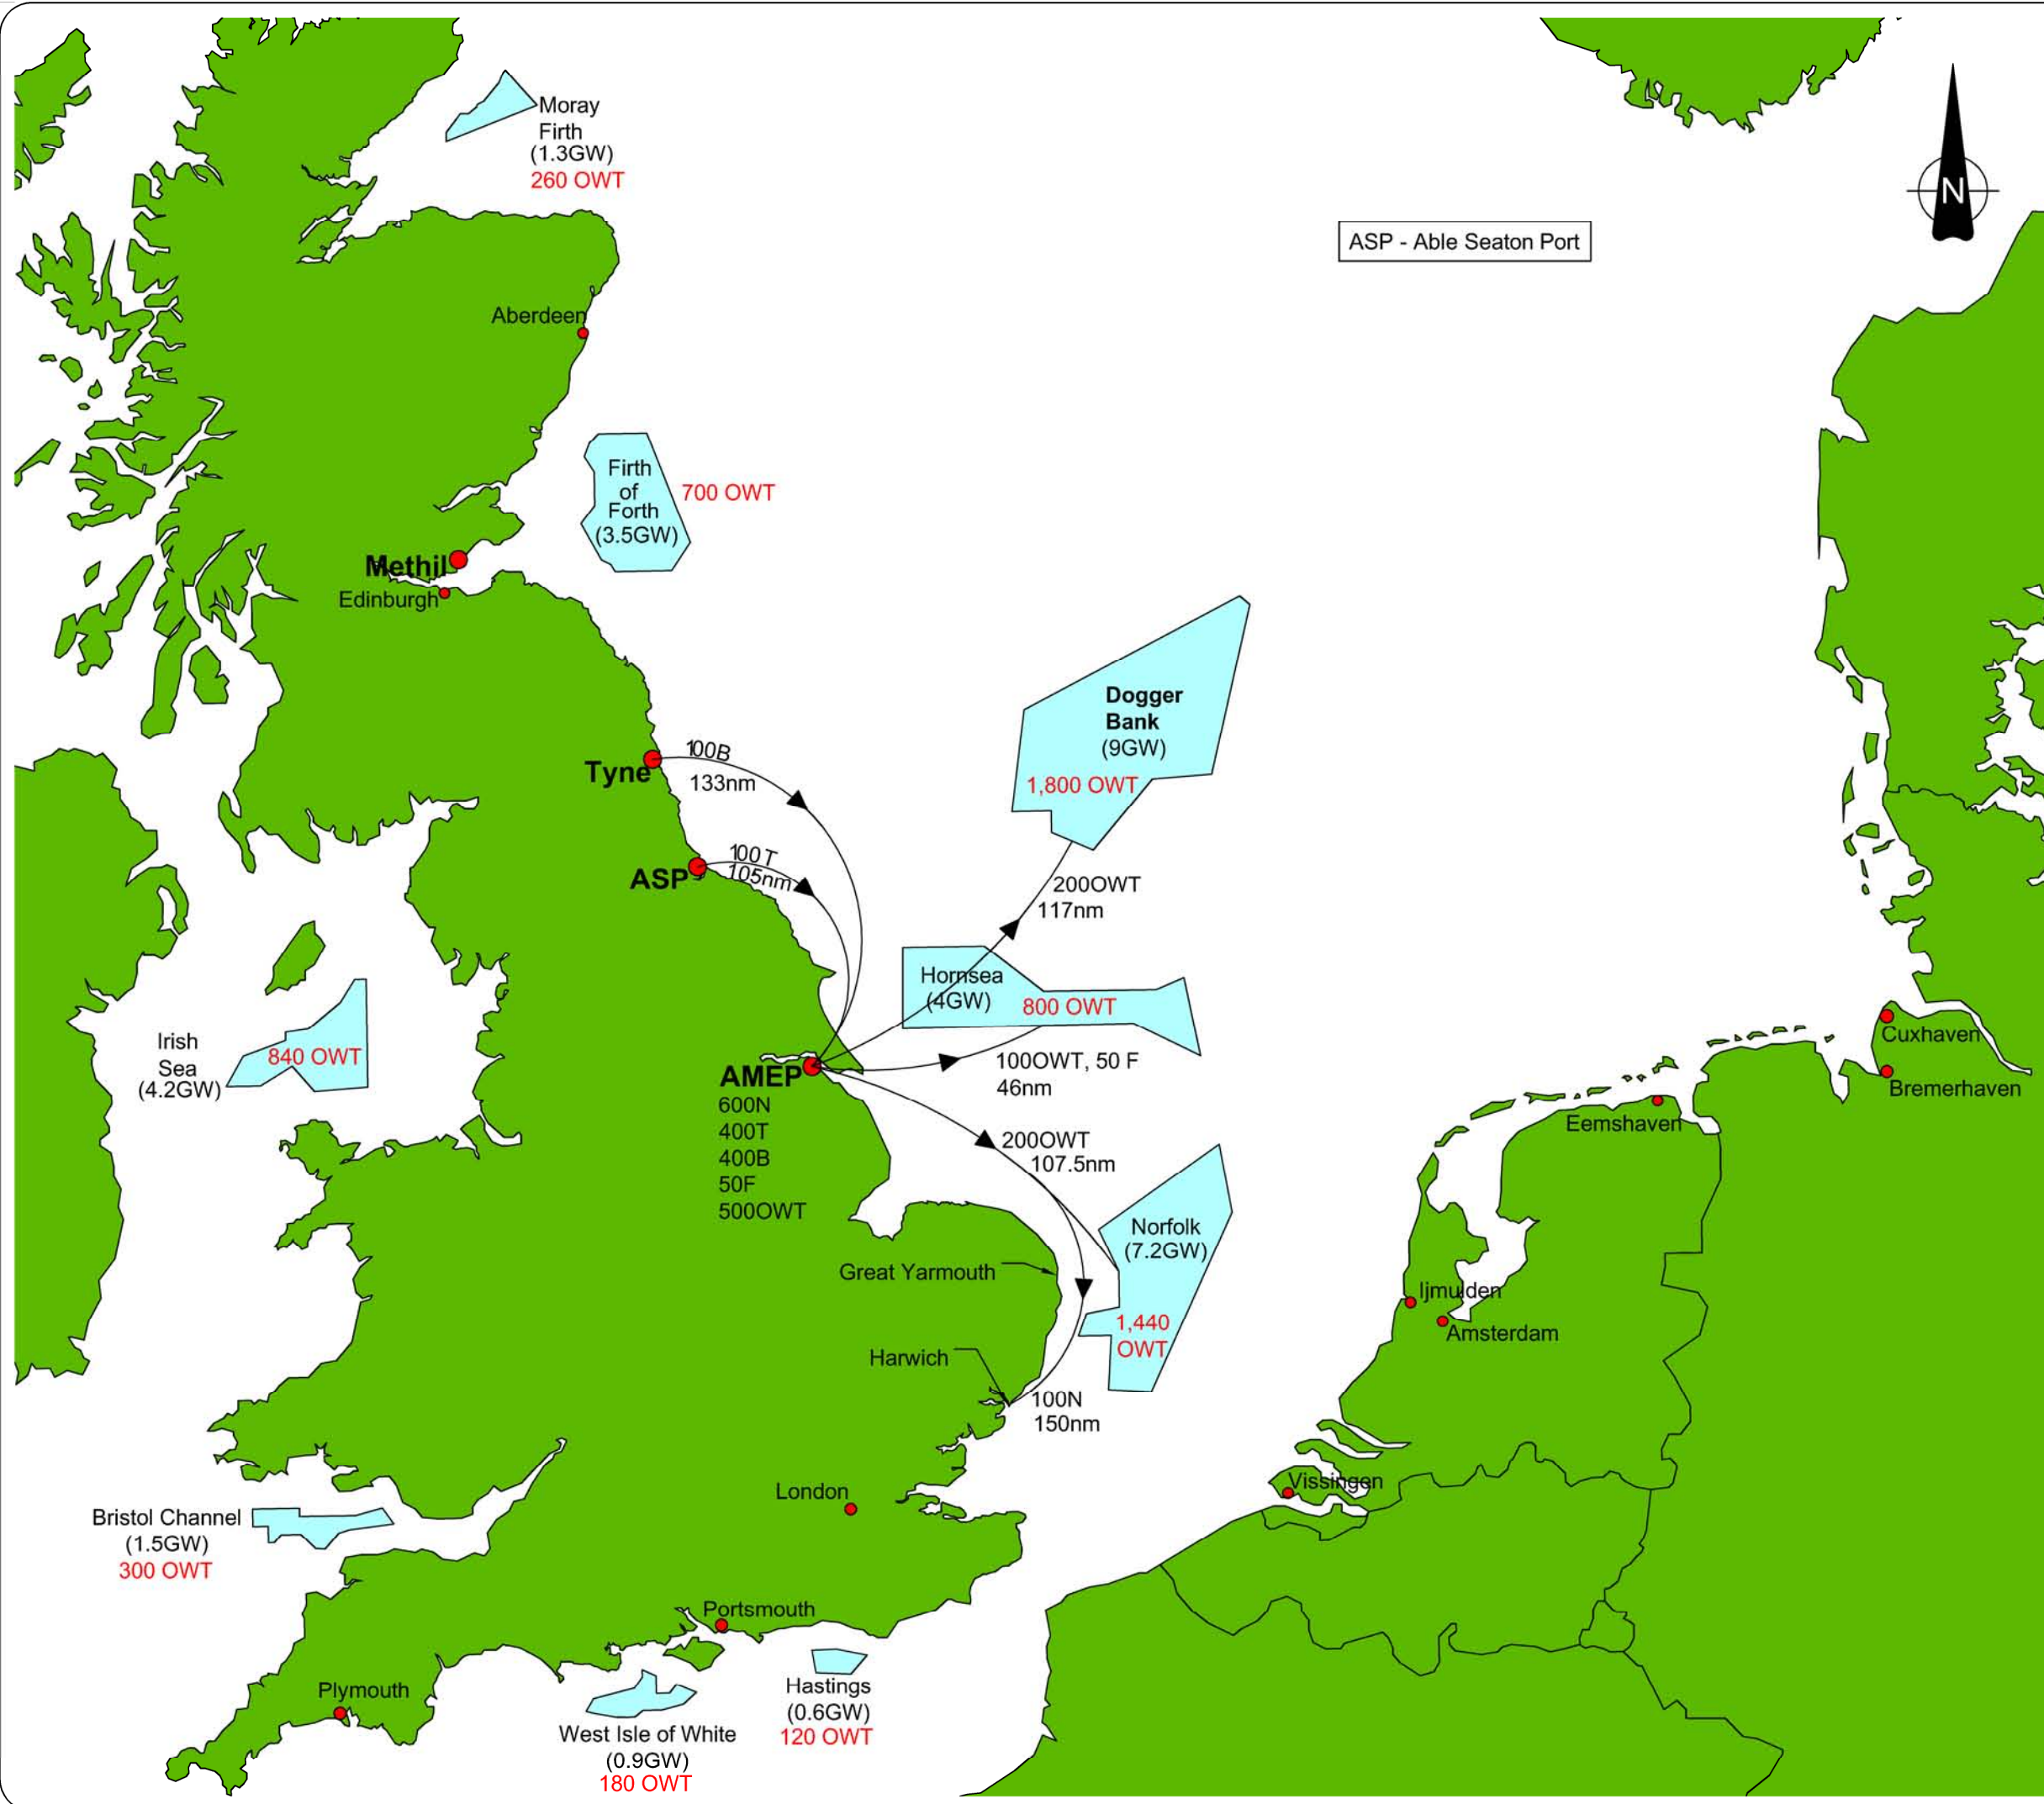 Moray
Firth
(1.3GW)
260 OWT
N
ASP - Able Seaton Port
Aberdeen
Firth
of
Forth
(3.5GW)
700 OWT
Methil
Edinburgh
Dogger
Bank
(9GW)
1,800 OWT
Tyne
100B
133nm
ASP
100T
105nm
200OWT
117nm
Hornsea
(4GW)
800 OWT
Irish
Sea
(4.2GW)
840 OWT
AMEP
600N
400T
400B
50F
500OWT
100OWT, 50 F
46nm
200OWT
107.5nm
Cuxhaven
Bremerhaven
Eemshaven
Norfolk
(7.2GW)
1,440
OWT
Great Yarmouth
Harwich
100N
150nm
Ijmuiden
Amsterdam
London
Vissingen
Bristol Channel
(1.5GW)
300 OWT
Portsmouth
Plymouth
Hastings
(0.6GW)
120 OWT
West Isle of White
(0.9GW)
180 OWT